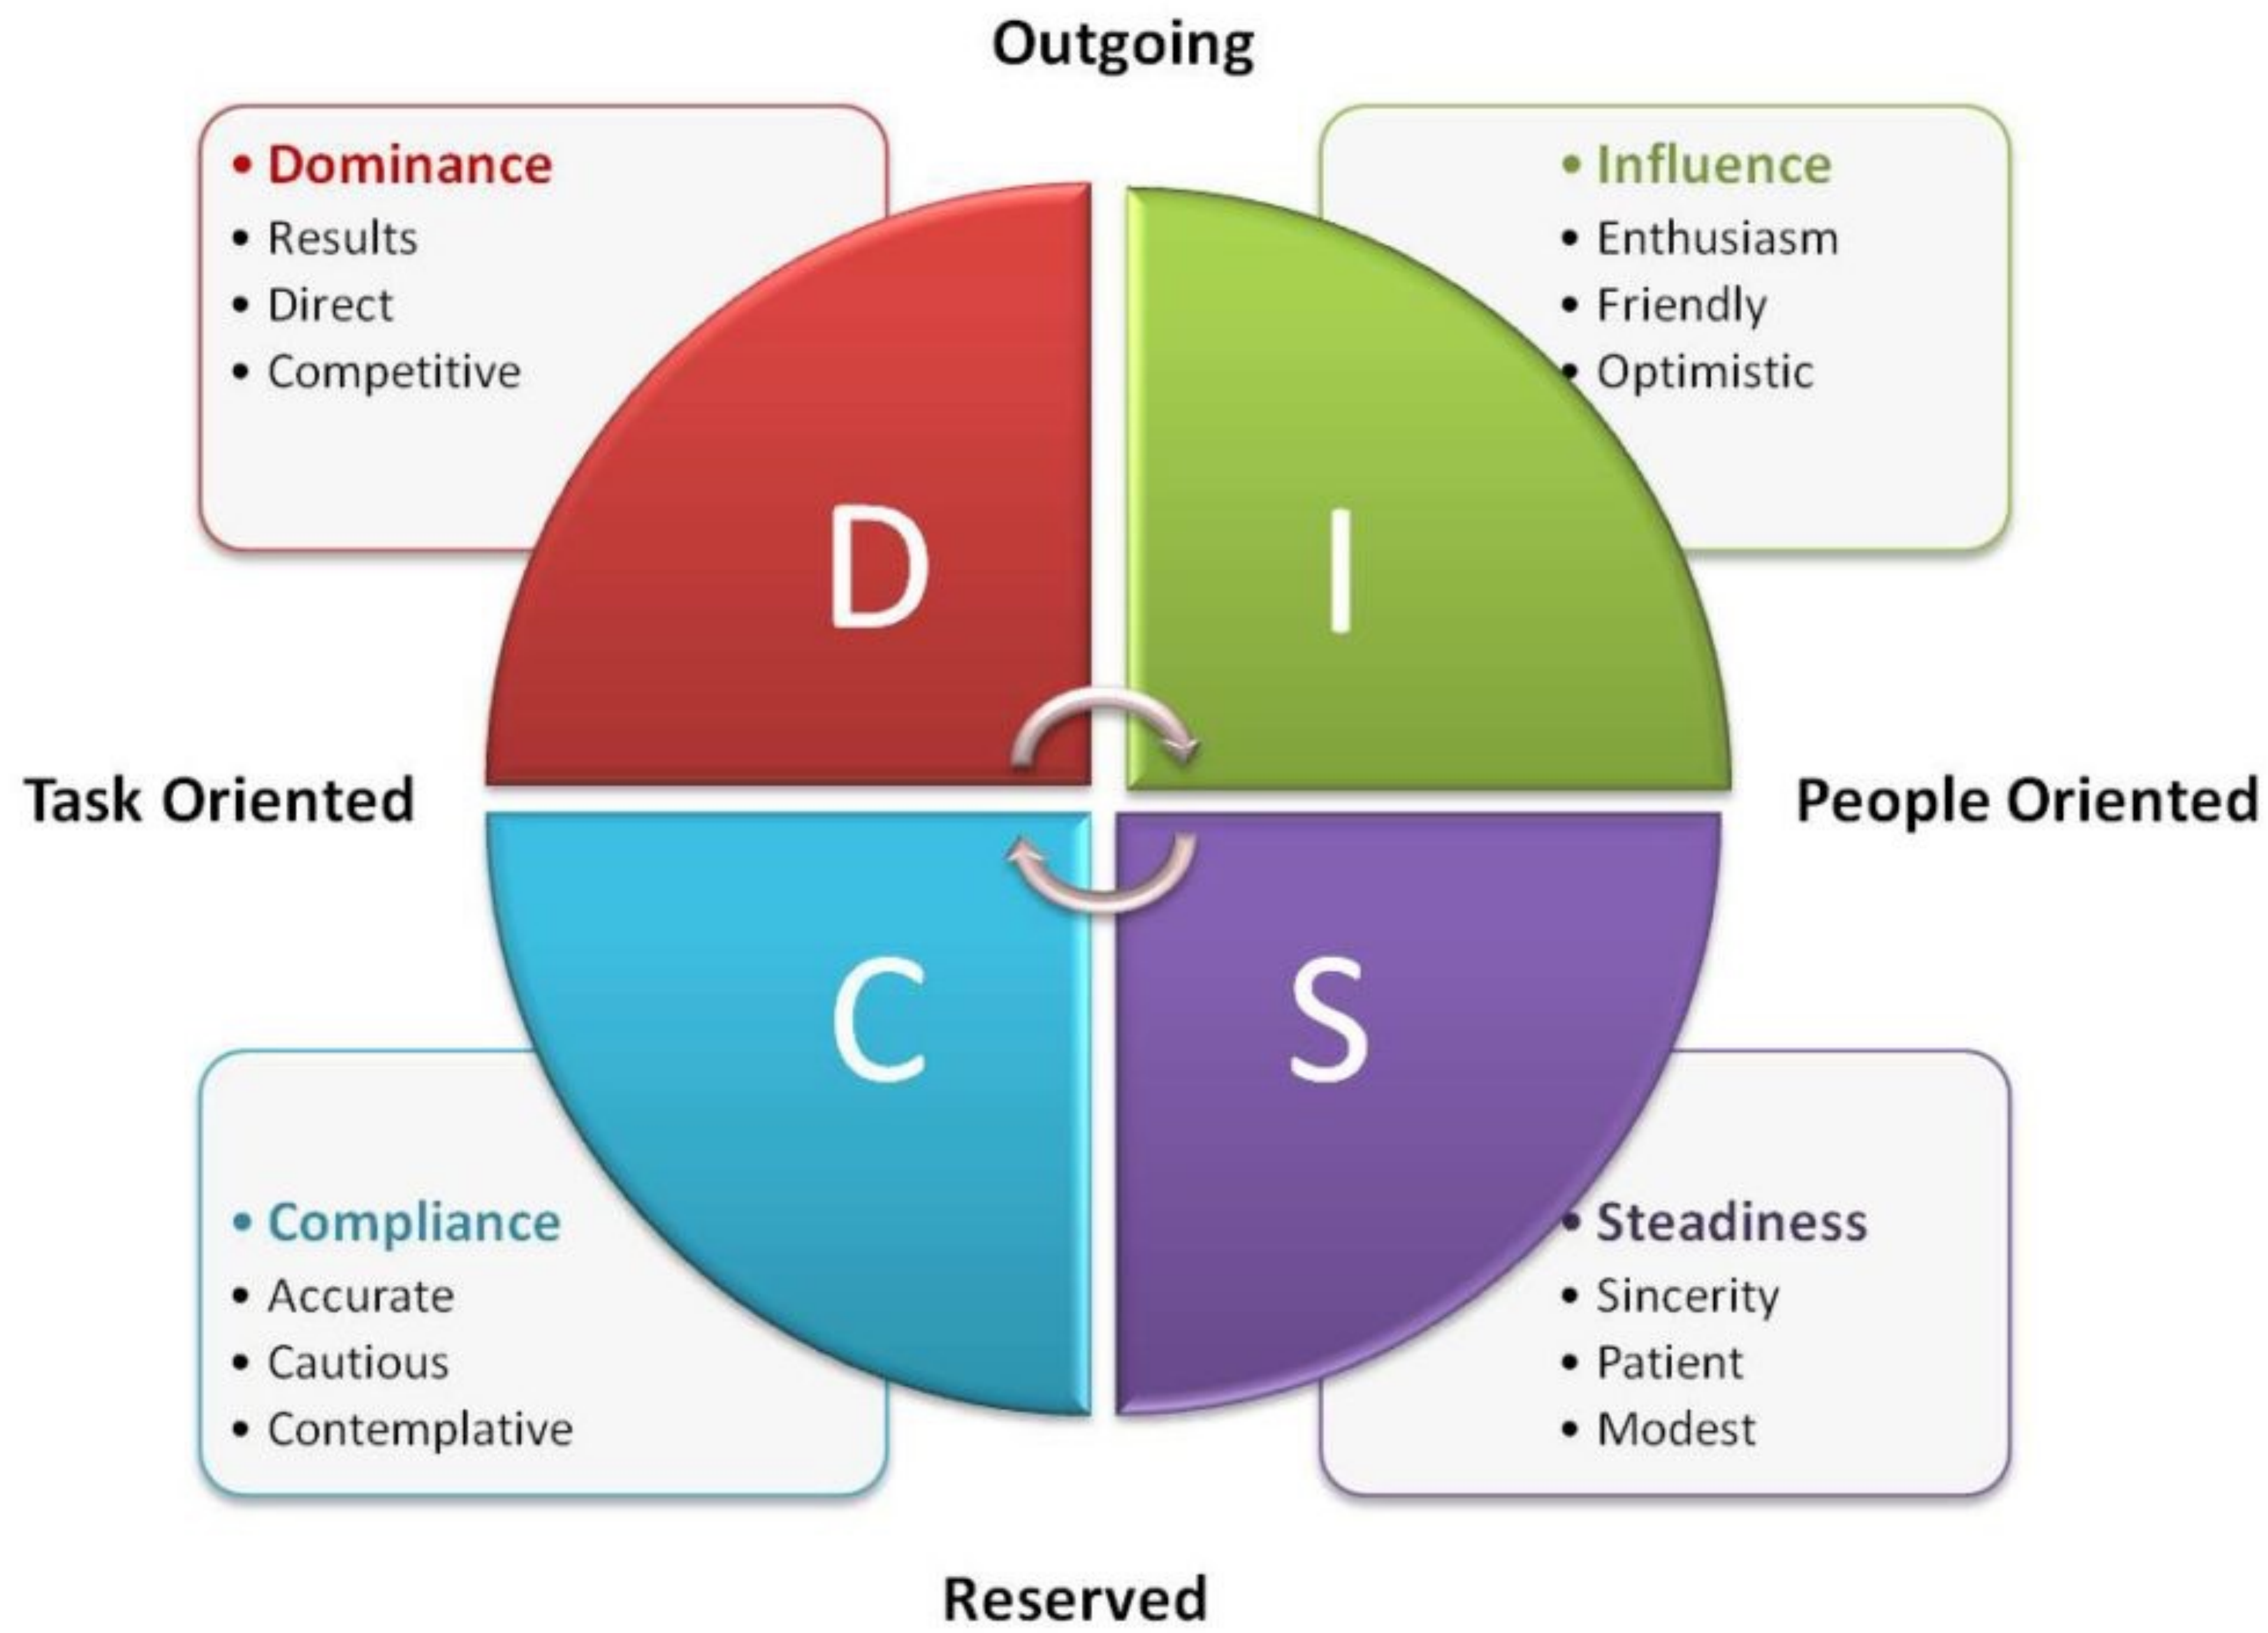 Outgoing
• Dominance
• Results
• Direct
• Competitive
• Influence
• Enthusiasm
• Friendly
• Optimistic
D
I
Task Oriented
People Oriented
C
S
• Compliance
• Accurate
• Cautious
• Contemplative
• Steadiness
• Sincerity
• Patient
• Modest
Reserved